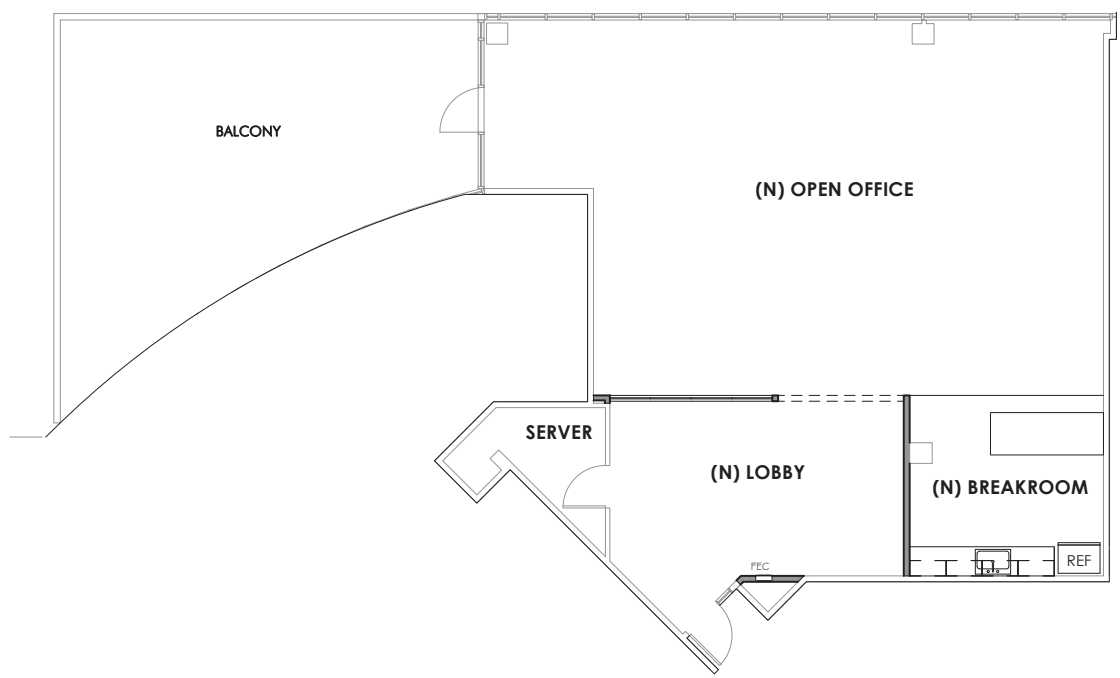 BALCONY
(N) OPEN OFFICE
SERVER
(N) LOBBY
(N) BREAKROOM
FEC
REF